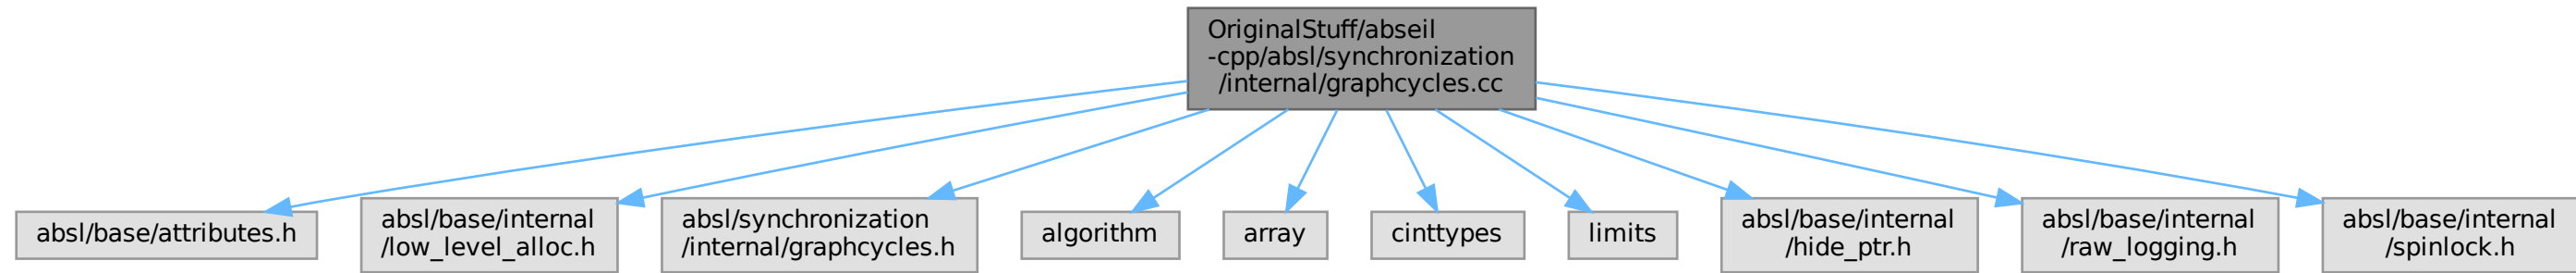 OriginalStuff/abseil
-cpp/absl/synchronization
/internal/graphcycles.cc
absl/base/attributes.h
absl/base/internal
/low_level_alloc.h
absl/synchronization
/internal/graphcycles.h
algorithm
array
cinttypes
limits
absl/base/internal
/hide_ptr.h
absl/base/internal
/raw_logging.h
absl/base/internal
/spinlock.h